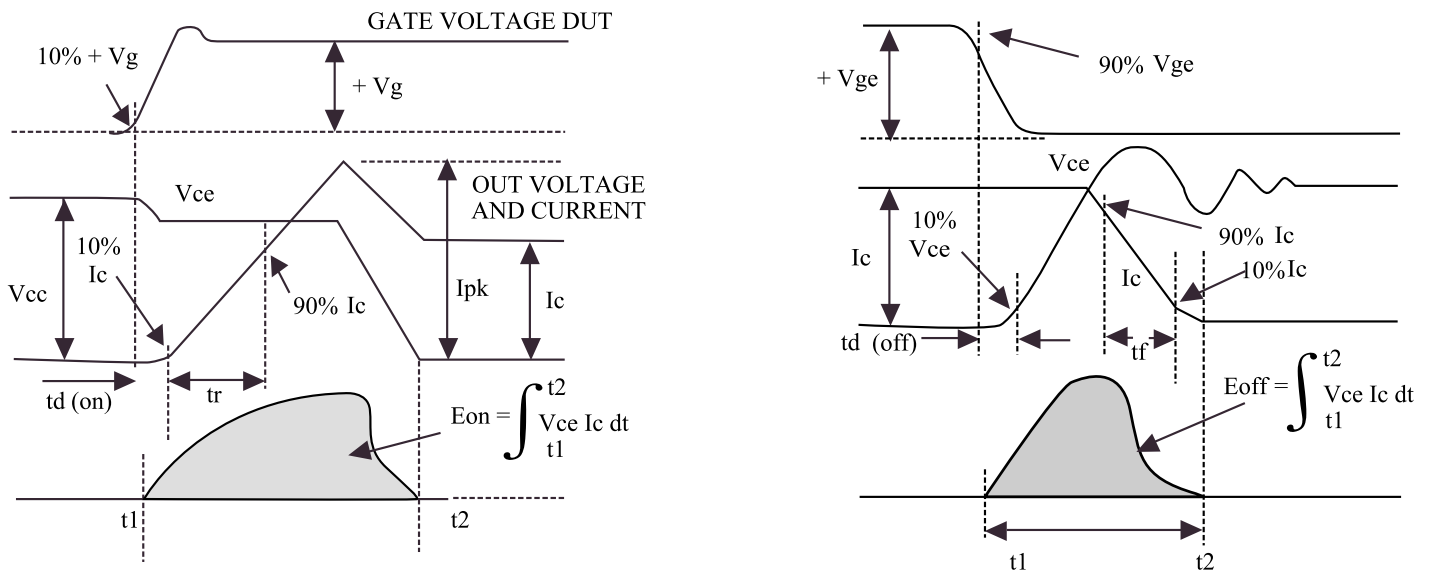 GATE VOLTAGE DUT
10% + Vg
+ Vg
Vce
OUT VOLTAGE
AND CURRENT
10%
Ic
Vcc
90% Ic
Ipk
Ic
td (on)
tr
Eon = ∫ t2 Vce Ic dt t1
t1
t2
90% Vge
+ Vge
Vce
10%
Vce
Ic
90% Ic
Ic
10% Ic
td (off)
tf
Eoff = ∫ t2 Vce Ic dt t1
t1
t2